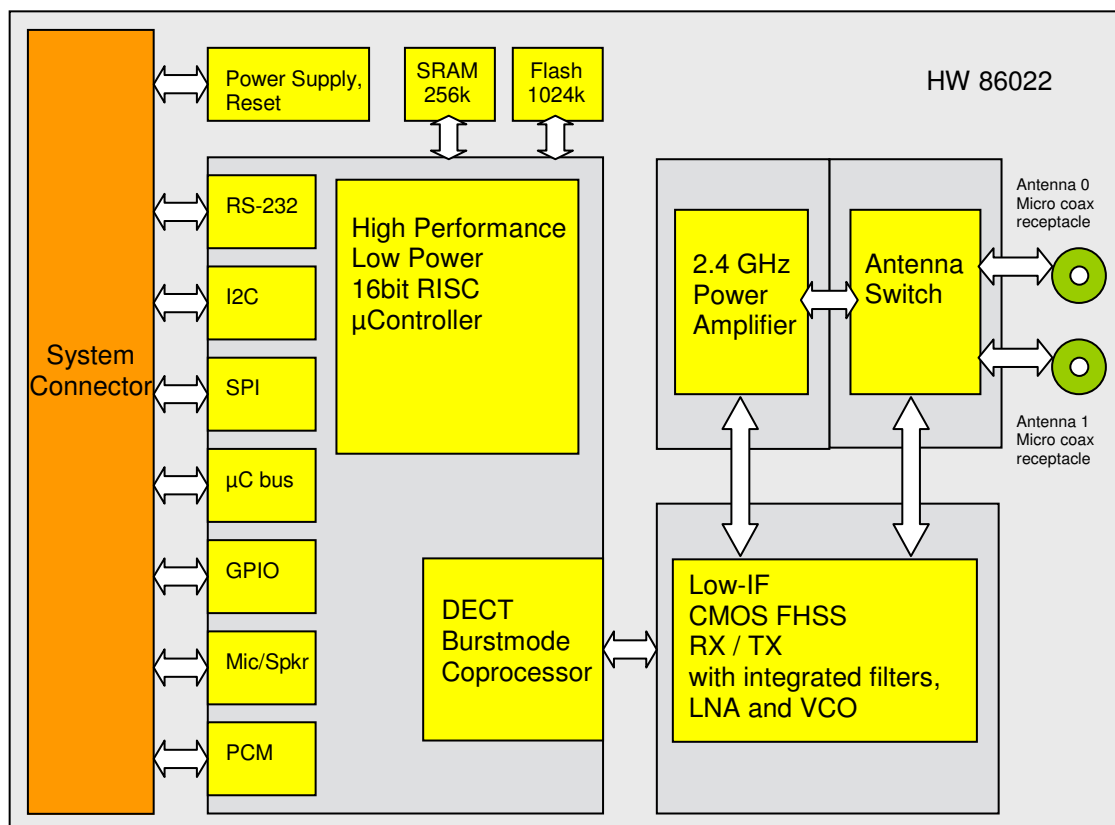 Power Supply,
Reset
SRAM
256k
Flash
1024k
HW 86022
System
Connector
RS-232
I2C
SPI
µC bus
GPIO
Mic/Spkr
PCM
High Performance
Low Power
16bit RISC
µController
DECT
Burstmode
Coprocessor
2.4 GHz
Power
Amplifier
Antenna
Switch
Antenna 0
Micro coax
receptacle
Antenna 1
Micro coax
receptacle
Low-IF
CMOS FHSS
RX / TX
with integrated filters,
LNA and VCO